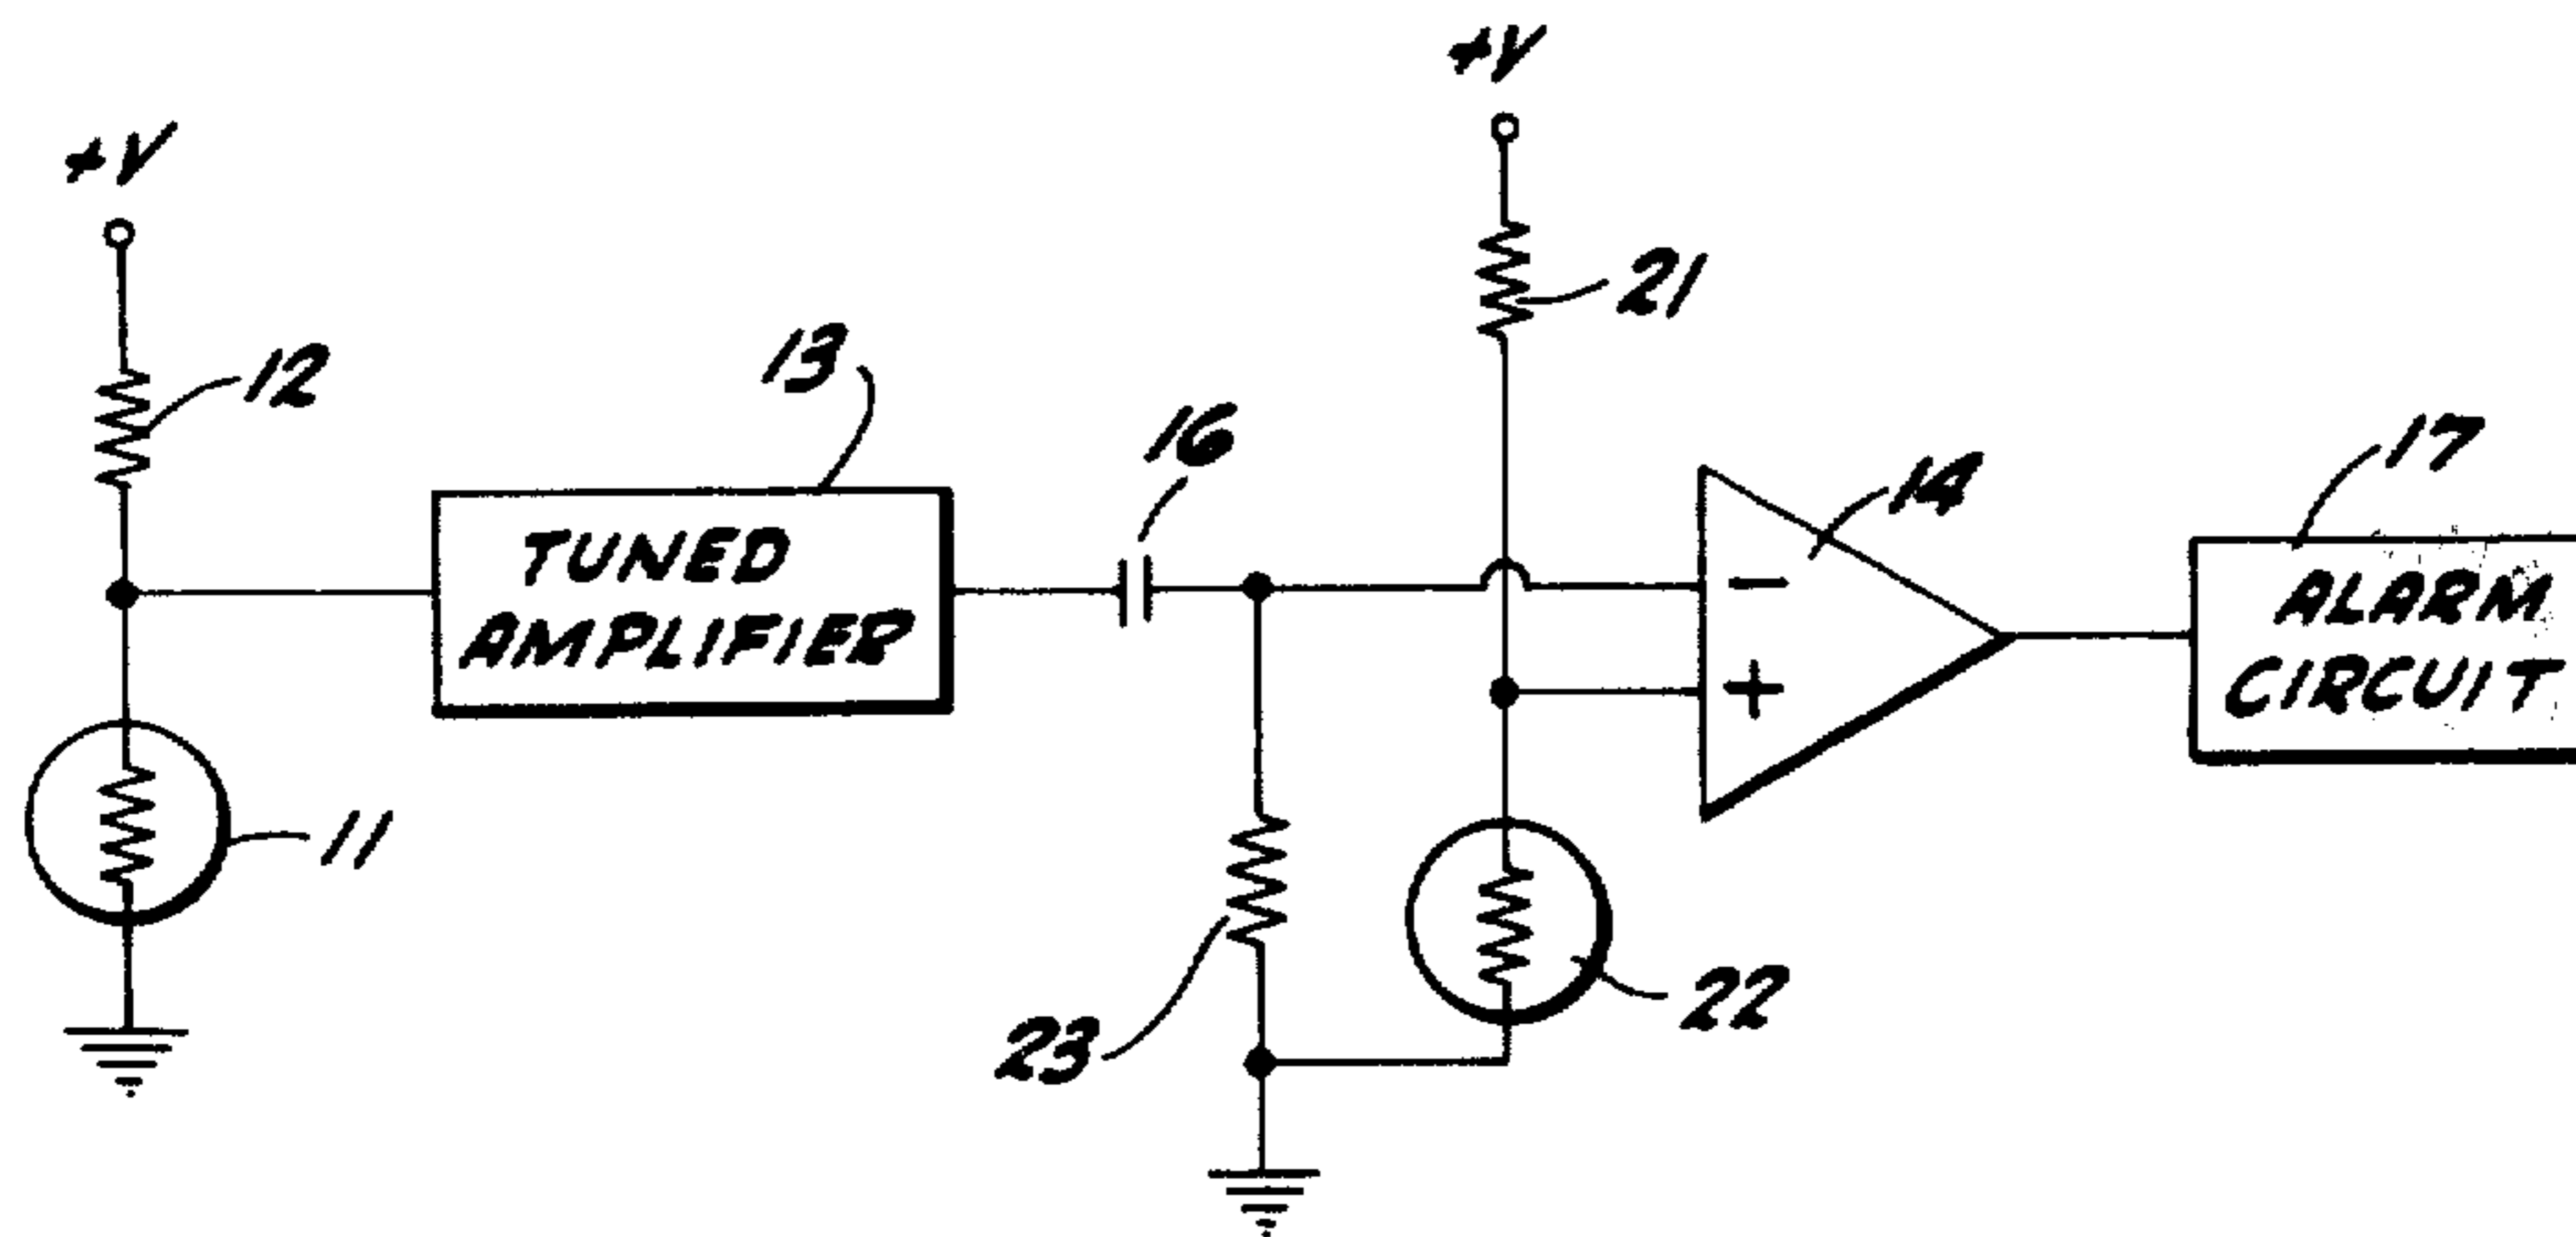 +V
+V
12
13
16
21
14
17
TUNED
AMPLIFIER
-
+
ALARM
CIRCUIT
11
23
22